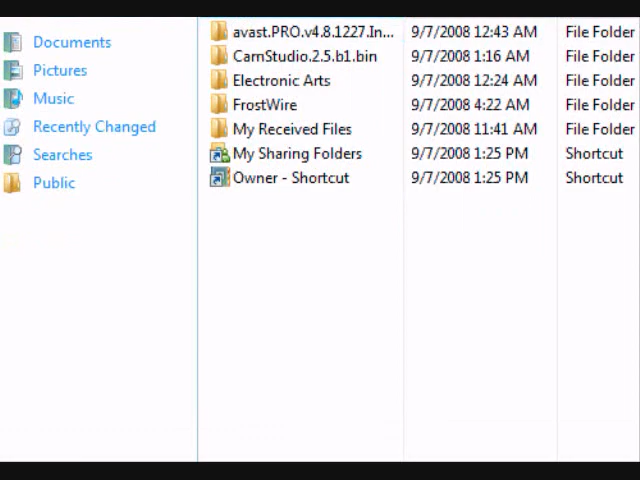 Documents
Pictures
Music
Recently Changed
Searches
Public
avast.PRO.v4.8.1227.In... 9/7/2008 12:43 AM File Folder
CamStudio.2.5.b1.bin 9/7/2008 1:16 AM File Folder
Electronic Arts 9/7/2008 12:24 AM File Folder
FrostWire 9/7/2008 4:22 AM File Folder
My Received Files 9/7/2008 11:41 AM File Folder
My Sharing Folders 9/7/2008 1:25 PM Shortcut
Owner - Shortcut 9/7/2008 1:25 PM Shortcut